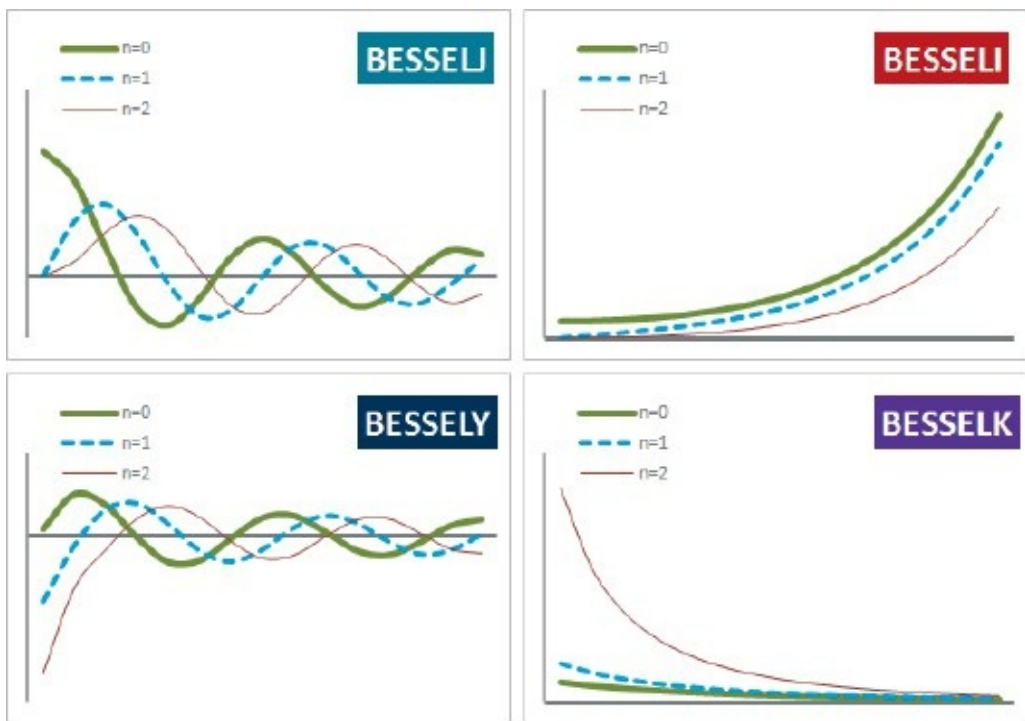 n=0
n=1
n=2
BESSELJ
n=0
n=1
n=2
BESSELI
n=0
n=1
n=2
BESSELY
n=0
n=1
n=2
BESSELK